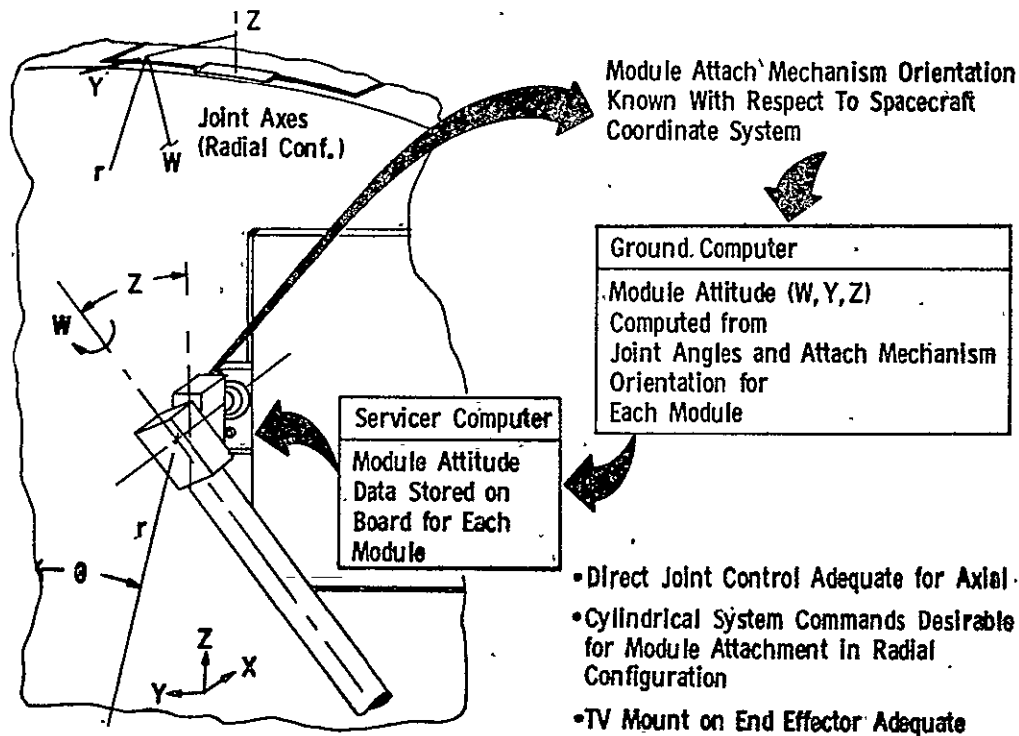 Z
Y
Joint Axes
(Radial Conf.)
r
W
Module Attach Mechanism Orientation
Known With Respect To Spacecraft
Coordinate System
Ground Computer
Module Attitude (W, Y, Z)
Computed from
Joint Angles and Attach Mechanism
Orientation for
Each Module
Z
W
Servicer Computer
Module Attitude
Data Stored on
Board for Each
Module
r
θ
Z
X
Y
•Direct Joint Control Adequate for Axial
•Cylindrical System Commands Desirable
for Module Attachment in Radial
Configuration
•TV Mount on End Effector Adequate